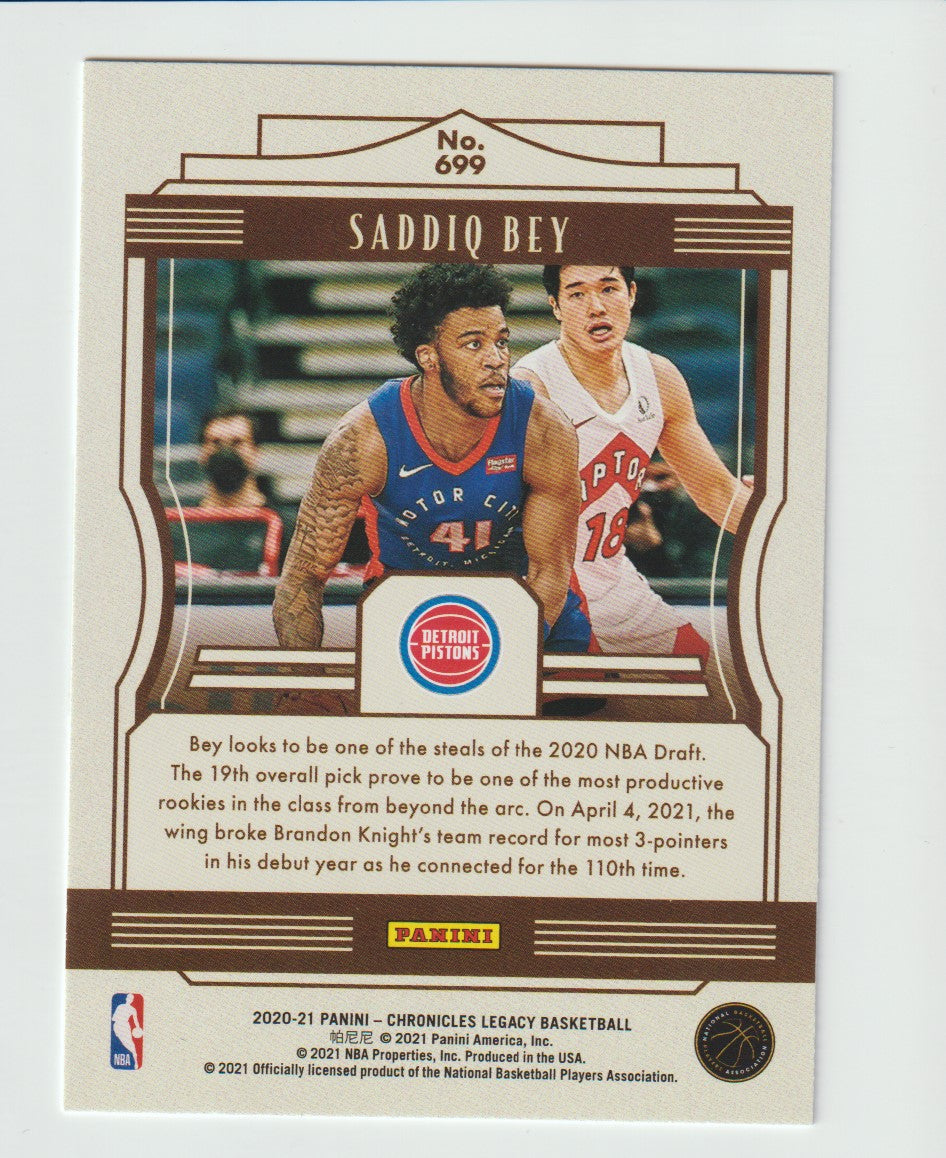 No.
699
SADDIQ BEY
Flagstar
MOTOR CITY
41
DETROIT, MICHIGAN
18
DETROIT
PISTONS
Bey looks to be one of the steals of the 2020 NBA Draft.
The 19th overall pick prove to be one of the most productive
rookies in the class from beyond the arc. On April 4, 2021, the
wing broke Brandon Knight's team record for most 3-pointers
in his debut year as he connected for the 110th time.
PANINI
2020-21 PANINI – CHRONICLES LEGACY BASKETBALL
帕尼尼 © 2021 Panini America, Inc.
© 2021 NBA Properties, Inc. Produced in the USA.
© 2021 Officially licensed product of the National Basketball Players Association.
NBA
NATIONAL BASKETBALL
PLAYERS ASSOCIATION